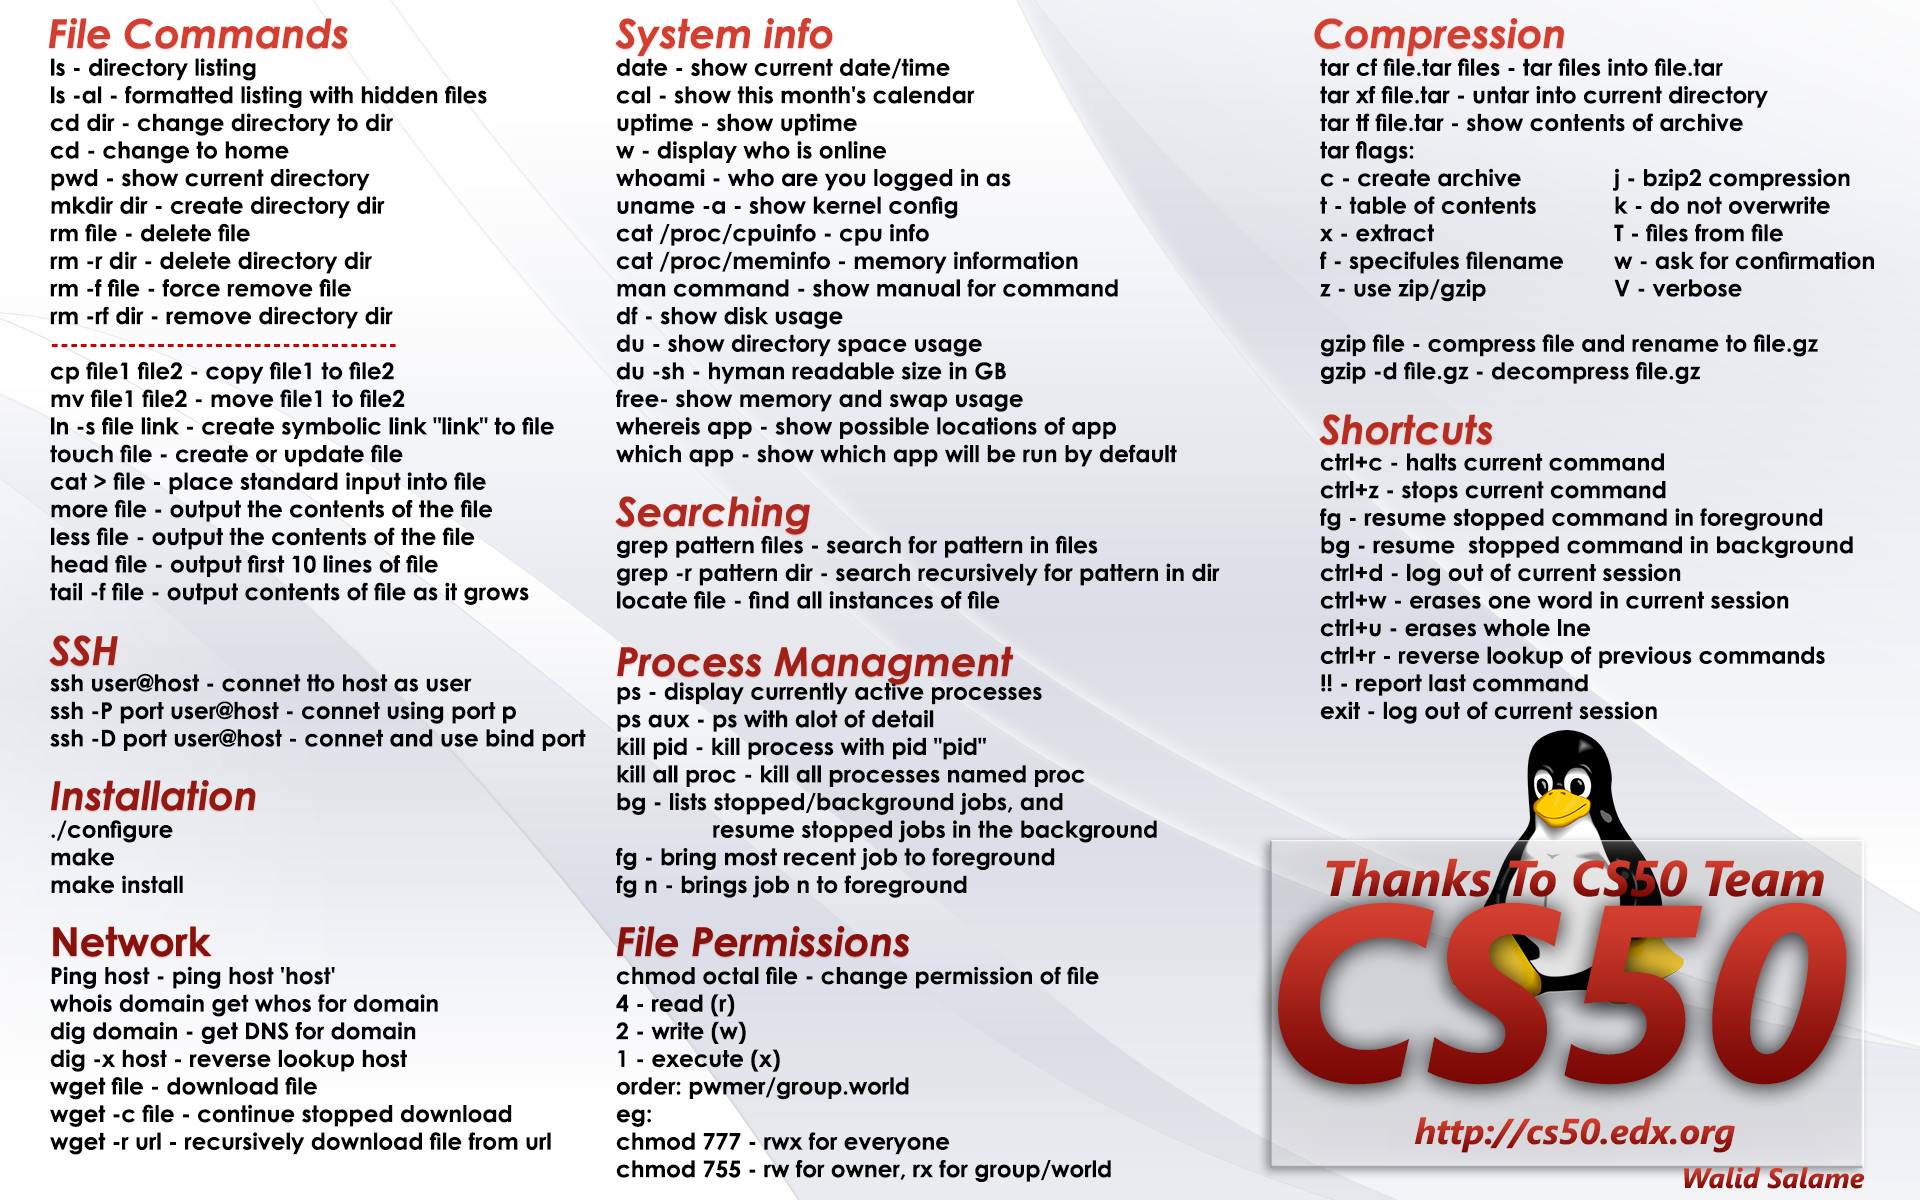 File Commands
ls - directory listing
ls -al - formatted listing with hidden files
cd dir - change directory to dir
cd - change to home
pwd - show current directory
mkdir dir - create directory dir
rm file - delete file
rm -r dir - delete directory dir
rm -f file - force remove file
rm -rf dir - remove directory dir
--------------------------------
cp file1 file2 - copy file1 to file2
mv file1 file2 - move file1 to file2
ln -s file link - create symbolic link "link" to file
touch file - create or update file
cat > file - place standard input into file
more file - output the contents of the file
less file - output the contents of the file
head file - output first 10 lines of file
tail -f file - output contents of file as it grows
SSH
ssh user@host - connet tto host as user
ssh -P port user@host - connet using port p
ssh -D port user@host - connet and use bind port
Installation
./configure
make
make install
Network
Ping host - ping host 'host'
whois domain get whos for domain
dig domain - get DNS for domain
dig -x host - reverse lookup host
wget file - download file
wget -c file - continue stopped download
wget -r url - recursively download file from url
System info
date - show current date/time
cal - show this month's calendar
uptime - show uptime
w - display who is online
whoami - who are you logged in as
uname -a - show kernel config
cat /proc/cpuinfo - cpu info
cat /proc/meminfo - memory information
man command - show manual for command
df - show disk usage
du - show directory space usage
du -sh - hyman readable size in GB
free- show memory and swap usage
whereis app - show possible locations of app
which app - show which app will be run by default
Searching
grep pattern files - search for pattern in files
grep -r pattern dir - search recursively for pattern in dir
locate file - find all instances of file
Process Managment
ps - display currently active processes
ps aux - ps with alot of detail
kill pid - kill process with pid "pid"
kill all proc - kill all processes named proc
bg - lists stopped/background jobs, and
resume stopped jobs in the background
fg - bring most recent job to foreground
fg n - brings job n to foreground
File Permissions
chmod octal file - change permission of file
4 - read (r)
2 - write (w)
1 - execute (x)
order: pwmer/group.world
eg:
chmod 777 - rwx for everyone
chmod 755 - rw for owner, rx for group/world
Compression
tar cf file.tar files - tar files into file.tar
tar xf file.tar - untar into current directory
tar tf file.tar - show contents of archive
tar flags:
c - create archive j - bzip2 compression
t - table of contents k - do not overwrite
x - extract T - files from file
f - specifules filename w - ask for confirmation
z - use zip/gzip V - verbose
gzip file - compress file and rename to file.gz
gzip -d file.gz - decompress file.gz
Shortcuts
ctrl+c - halts current command
ctrl+z - stops current command
fg - resume stopped command in foreground
bg - resume  stopped command in background
ctrl+d - log out of current session
ctrl+w - erases one word in current session
ctrl+u - erases whole lne
ctrl+r - reverse lookup of previous commands
!! - report last command
exit - log out of current session
Thanks To CS50 Team
CS50
http://cs50.edx.org
Walid Salame